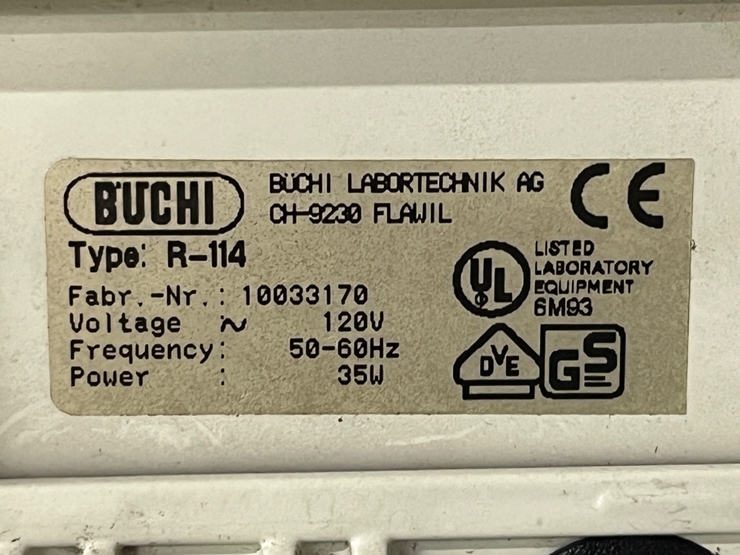 BÜCHI
BÜCHI LABORTECHNIK AG
CH-9230 FLAWIL
CE
Type: R-114
Fabr.-Nr.: 10033170
Voltage ~ 120V
Frequency: 50-60Hz
Power : 35W
UL
LISTED
LABORATORY
EQUIPMENT
6M93
DVE
GS